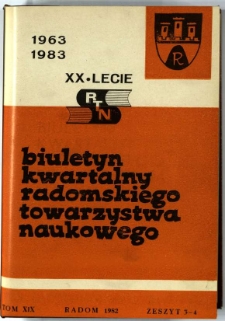 1963
1983
XX•LECIE
R
RTN
biuletyn
kwartalny
radomskiego
towarzystwa
naukowego
TOM XIX RADOM 1982 ZESZYT 3-4